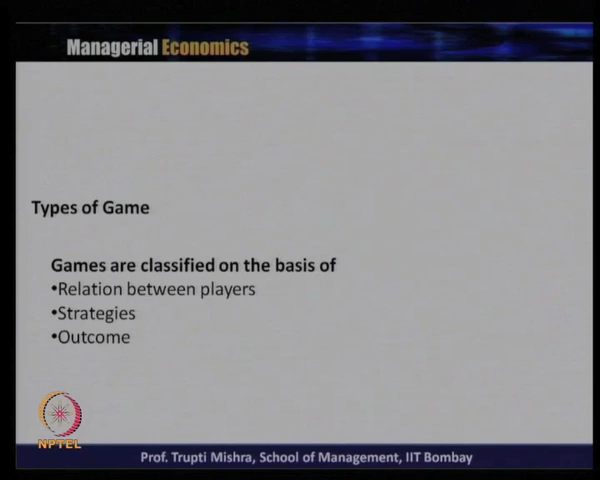 Managerial Economics
Types of Game
Games are classified on the basis of
•Relation between players
•Strategies
•Outcome
NPTEL
Prof. Trupti Mishra, School of Management, IIT Bombay